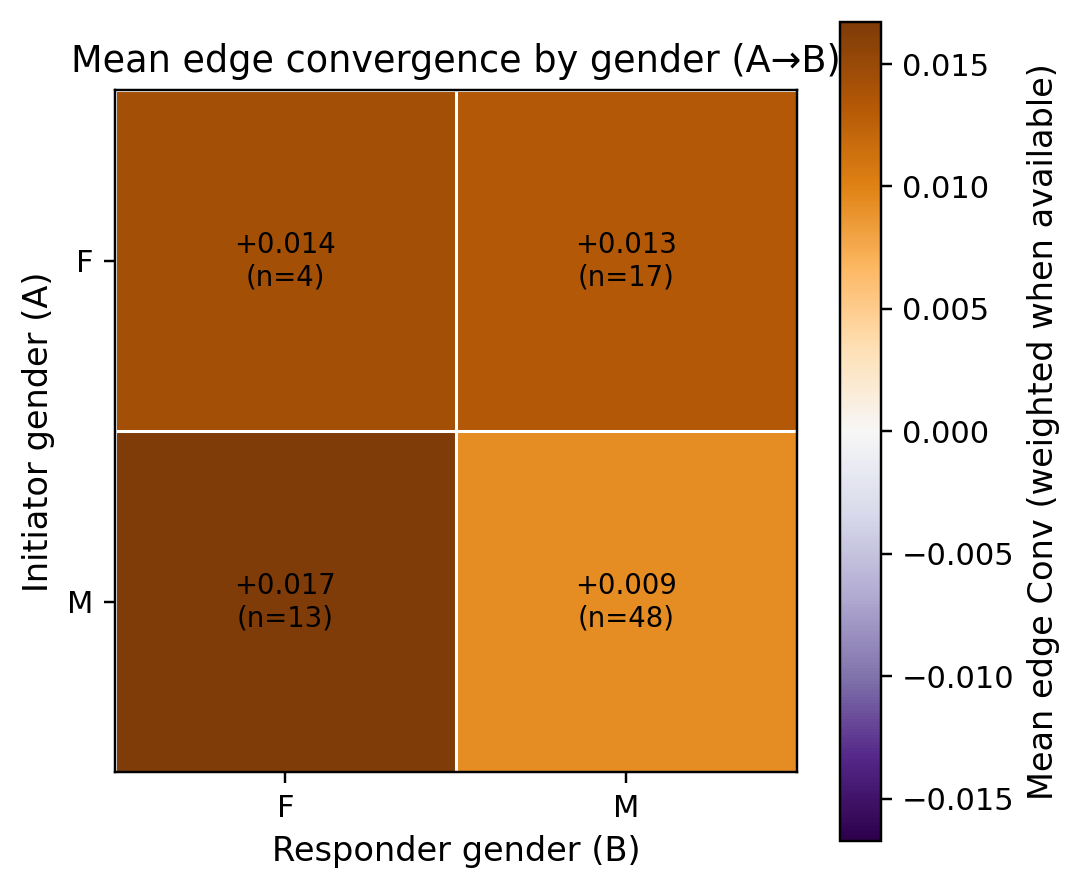 Mean edge convergence by gender (A→B)
Initiator gender (A)
F
M
+0.014
(n=4)
+0.013
(n=17)
+0.017
(n=13)
+0.009
(n=48)
F
M
Responder gender (B)
0.015
0.010
0.005
0.000
−0.005
−0.010
−0.015
Mean edge Conv (weighted when available)